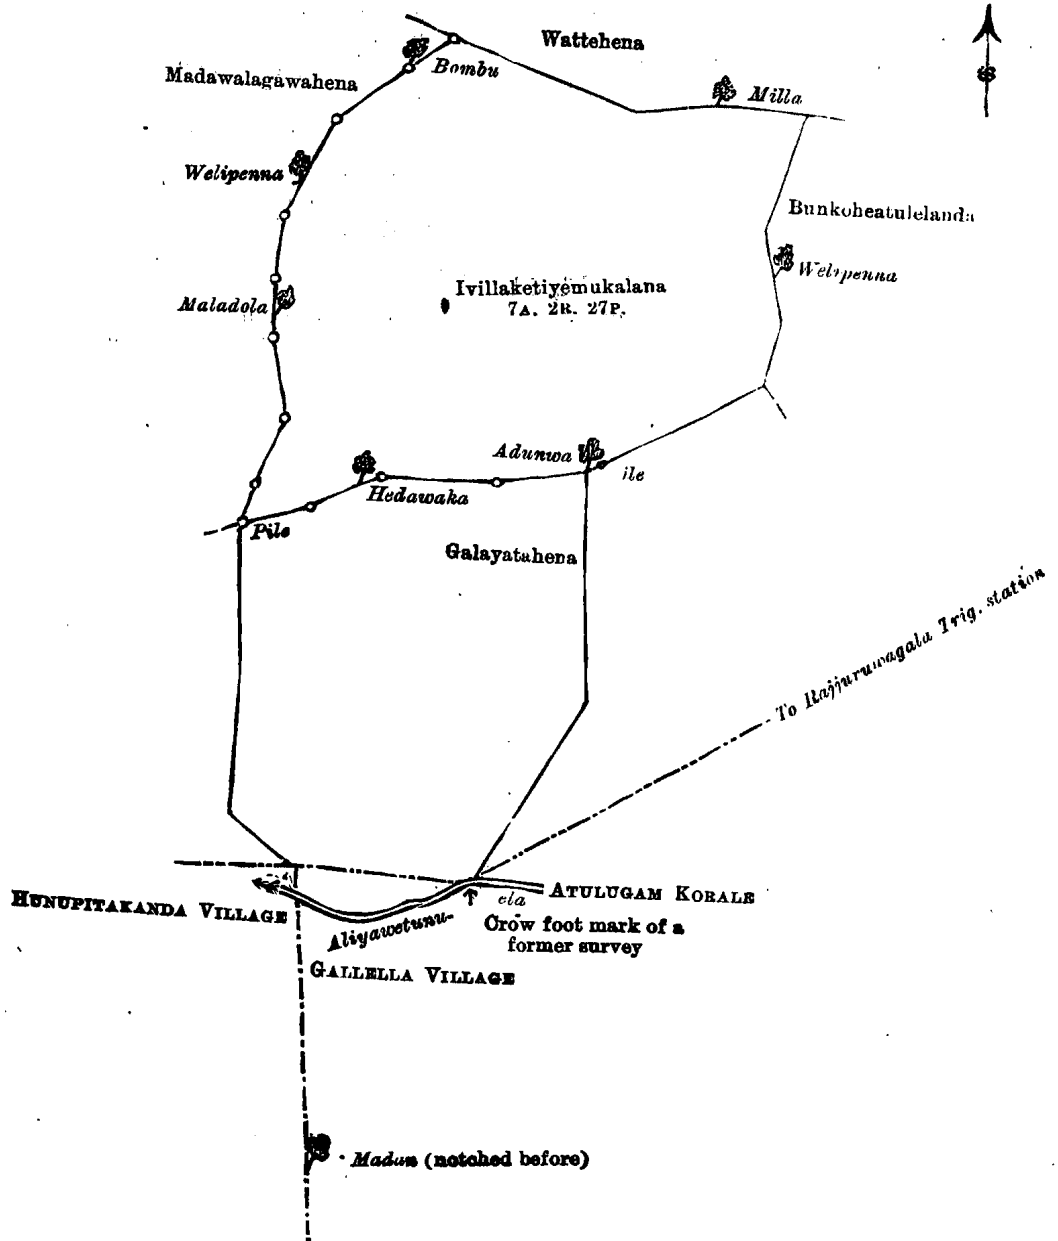 Wattehena
Bombu
Madawalagawahena
Milla
Welipenna
Bunkoheatulelanda
Welipenna
Ivillaketiyemukalana
7A. 2R. 27P.
Maladola
Adunwa
ile
Hedawaka
Pile
Galayatahena
To Rajjuruwagala Trig. station
ATULUGAM KORALE
ela
HUNUPITAKANDA VILLAGE
Aliyawetunu-
Crow foot mark of a
former survey
GALLELLA VILLAGE
Madan (notched before)